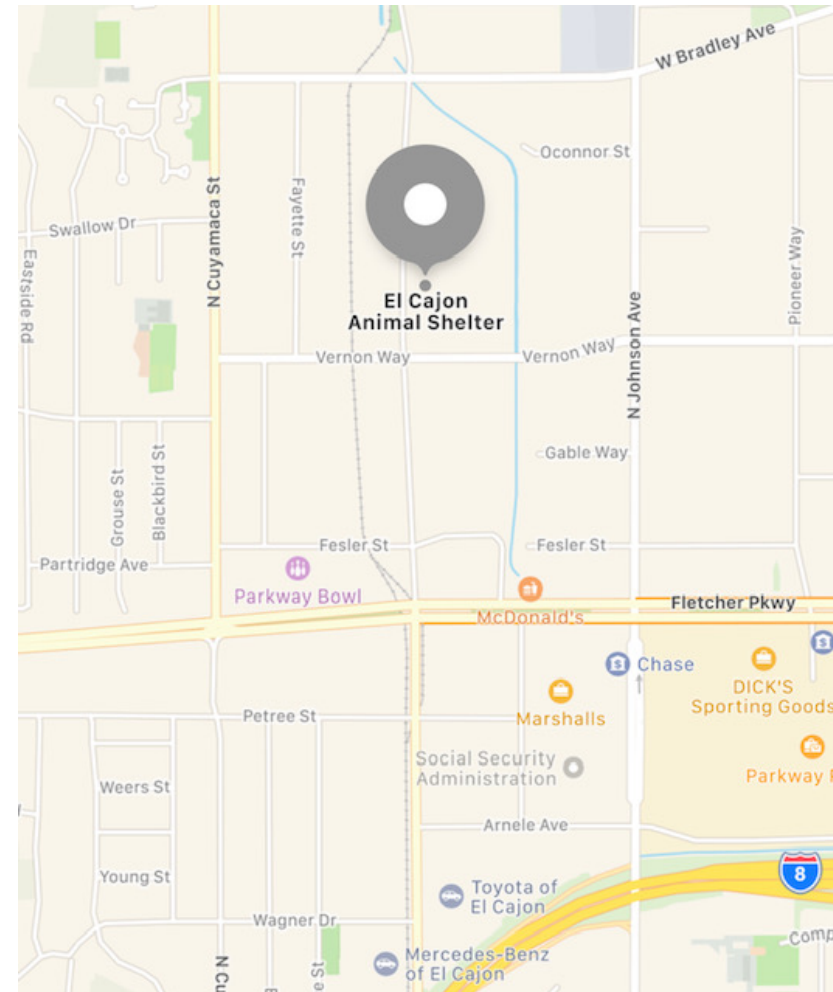 W Bradley Ave
Oconnor St
Swallow Dr
N Cuyamaca St
Fayette St
Eastside Rd
Pioneer Way
El Cajon
Animal Shelter
N Johnson Ave
Vernon Way
Vernon Way
Gable Way
Grouse St
Blackbird St
Fesler St
Fesler St
Partridge Ave
Parkway Bowl
McDonald's
Fletcher Pkwy
Chase
DICK'S
Sporting Goods
Marshalls
Petree St
Social Security
Administration
Parkway
Weers St
Arnele Ave
8
Young St
Toyota of
El Cajon
Wagner Dr
Mercedes-Benz
of El Cajon
Comp
N Cu
e St